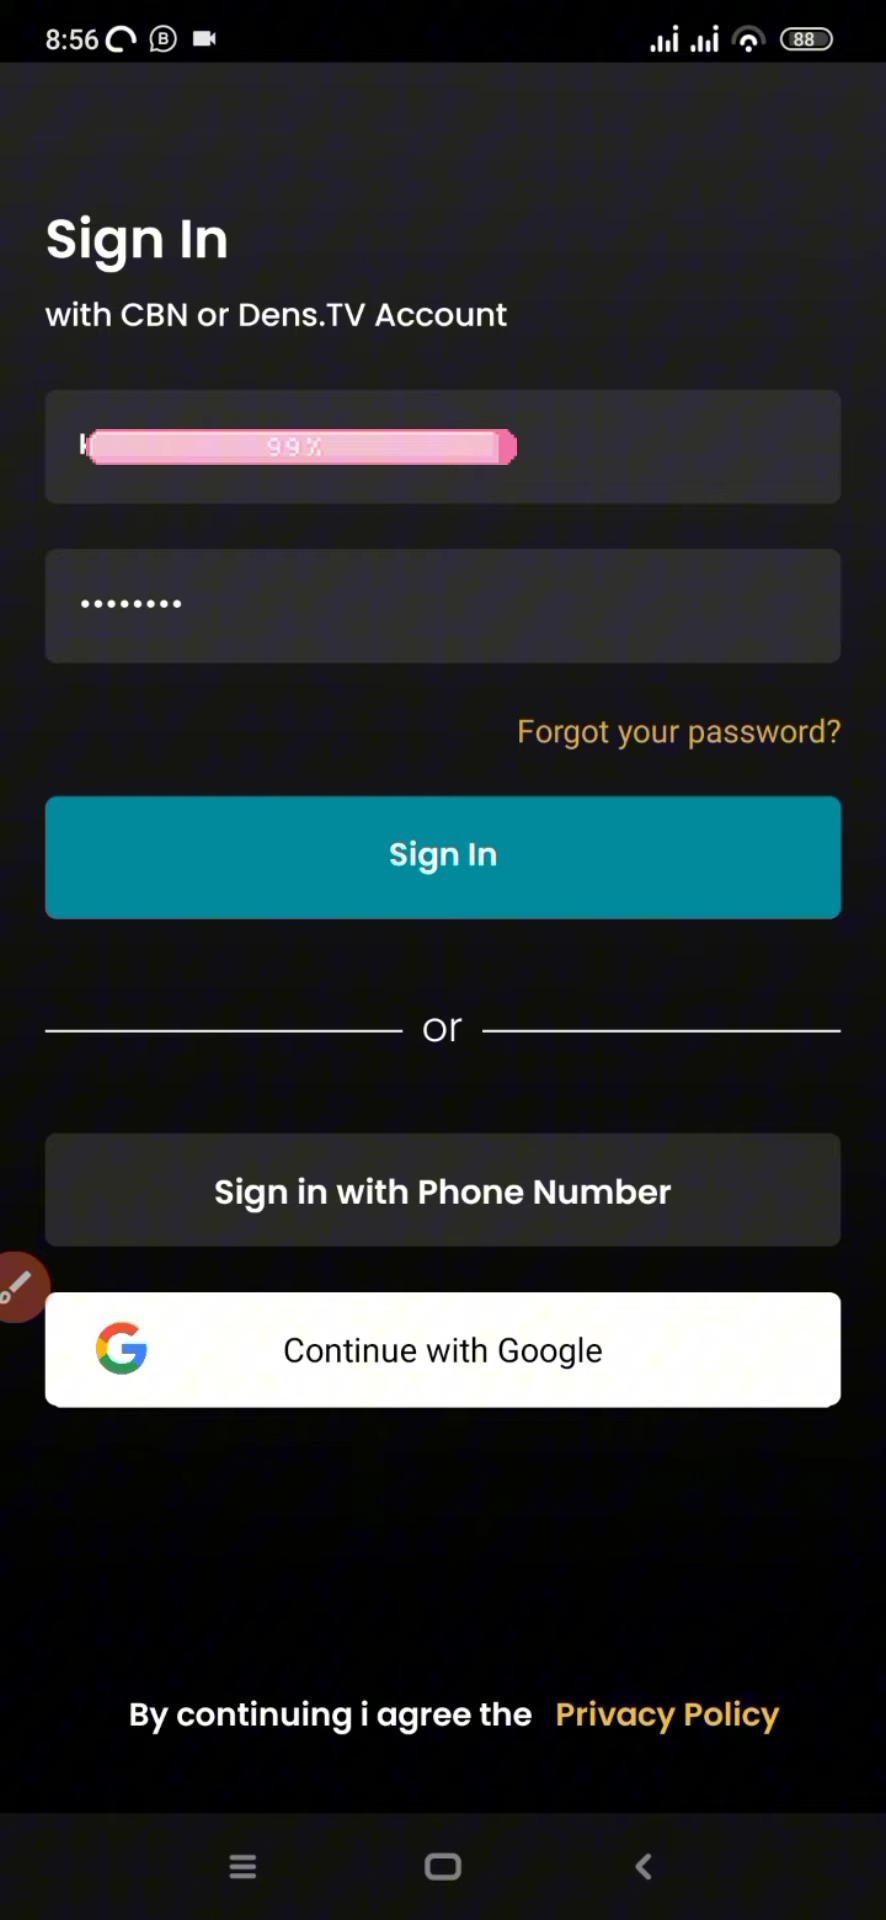 8:56
88
Sign In
with CBN or Dens.TV Account
99%
••••••••
Forgot your password?
Sign In
or
Sign in with Phone Number
Continue with Google
By continuing i agree the Privacy Policy